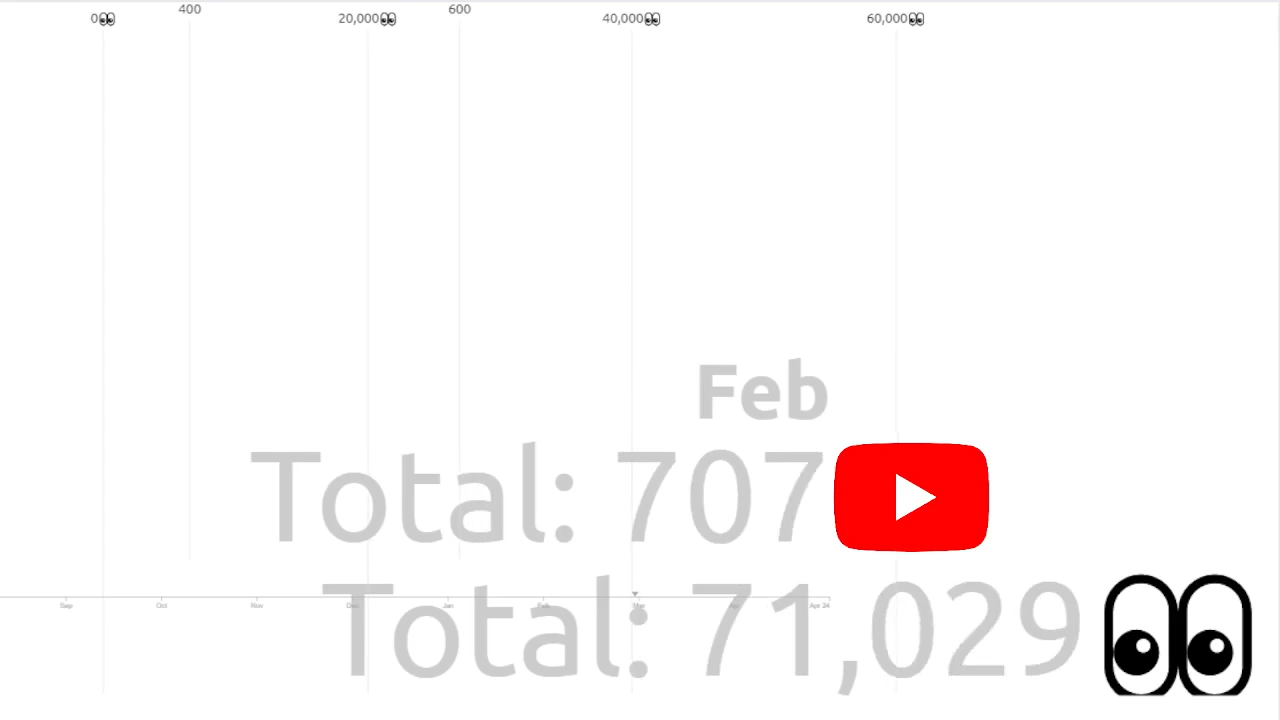 400 600
0👀 20,000👀 40,000👀 60,000👀
Feb
Total: 707
Sep Oct Nov Dec Jan Feb Mar Apr Apr 24
Total: 71,029